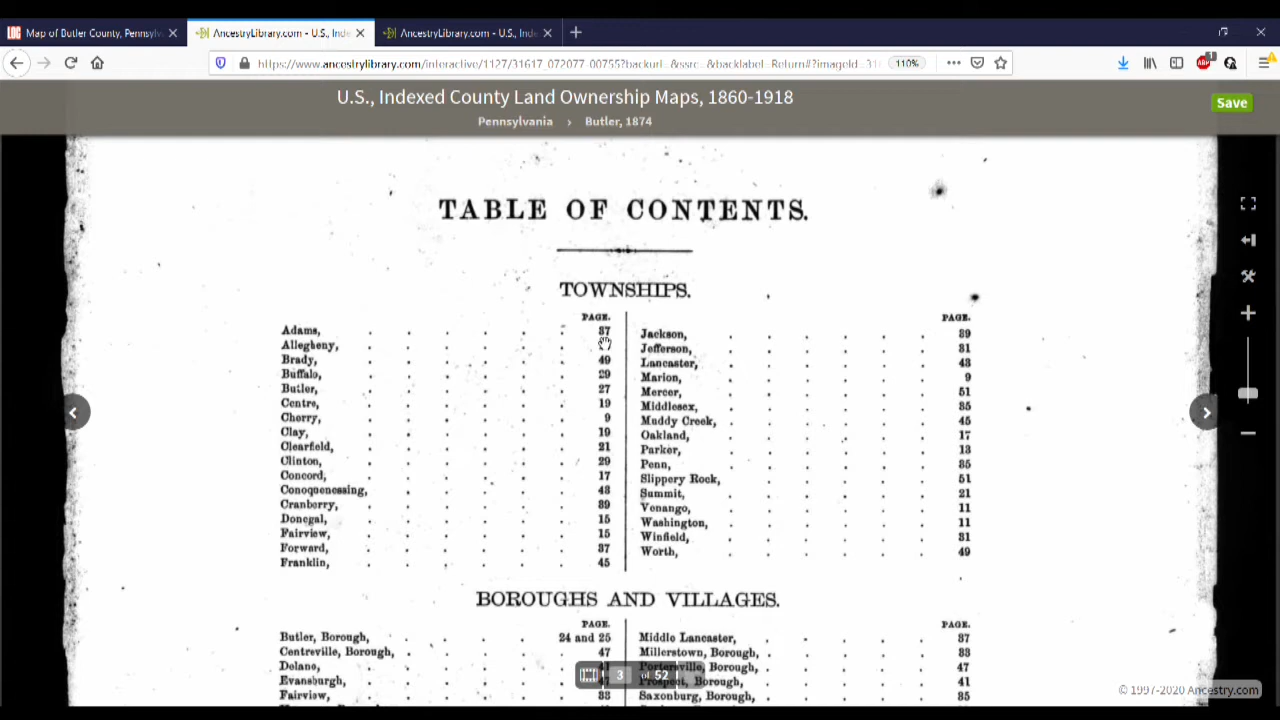 Map of Butler County, Pennsylv
AncestryLibrary.com - U.S., Inde
AncestryLibrary.com - U.S., Inde
110%
U.S., Indexed County Land Ownership Maps, 1860-1918
Save
Pennsylvania › Butler, 1874
TABLE OF CONTENTS.
TOWNSHIPS.
PAGE. PAGE.
Adams, . . . . . . 37
Allegheny, . . . . . .
Brady, . . . . . . 49
Buffalo, . . . . . . 29
Butler, . . . . . . 27
Centre, . . . . . . 19
Cherry, . . . . . . 9
Clay, . . . . . . 19
Clearfield, . . . . . . 21
Clinton, . . . . . . 29
Concord, . . . . . . 17
Conoquenessing, . . . . . 43
Cranberry, . . . . . . 39
Donegal, . . . . . . 15
Fairview, . . . . . . 15
Forward, . . . . . . 37
Franklin, . . . . . . 45
Jackson, . . . . . . 39
Jefferson, . . . . . . 31
Lancaster, . . . . . . 43
Marion, . . . . . . 9
Mercer, . . . . . . 51
Middlesex, . . . . . . 35
Muddy Creek, . . . . . . 45
Oakland, . . . . . . 17
Parker, . . . . . . 13
Penn, . . . . . . 35
Slippery Rock, . . . . . . 51
Summit, . . . . . . 21
Venango, . . . . . . 11
Washington, . . . . . . 11
Winfield, . . . . . . 31
Worth, . . . . . . 49
BOROUGHS AND VILLAGES.
PAGE. PAGE.
Butler, Borough, . . . . 24 and 25
Centreville, Borough, . . . . . 47
Delano, . . . . . 41
Evansburgh, . . . . .
Fairview, . . . . . 33
Middle Lancaster, . . . . . 37
Millerstown, Borough, . . . . . 33
Portersville, Borough, . . . . . 47
Prospect, Borough, . . . . . 41
Saxonburg, Borough, . . . . . 35
3 of 52
© 1997-2020 Ancestry.com